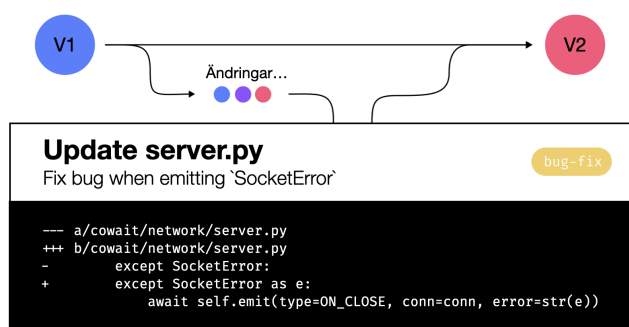 V1
V2
Ändringar...
Update server.py
bug-fix
Fix bug when emitting `SocketError`
--- a/cowait/network/server.py
+++ b/cowait/network/server.py
-       except SocketError:
+       except SocketError as e:
            await self.emit(type=ON_CLOSE, conn=conn, error=str(e))